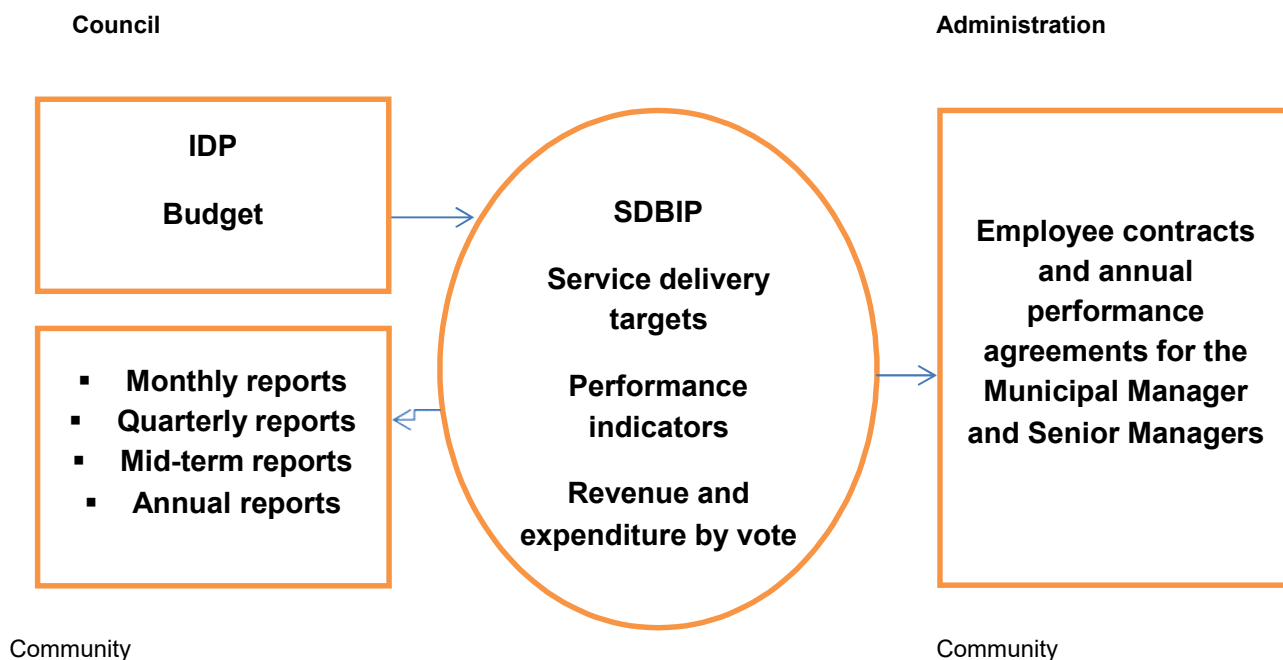 Council
Administration
IDP
Budget
▪ Monthly reports
▪ Quarterly reports
▪ Mid-term reports
▪ Annual reports
SDBIP
Service delivery
targets
Performance
indicators
Revenue and
expenditure by vote
Employee contracts
and annual
performance
agreements for the
Municipal Manager
and Senior Managers
Community
Community